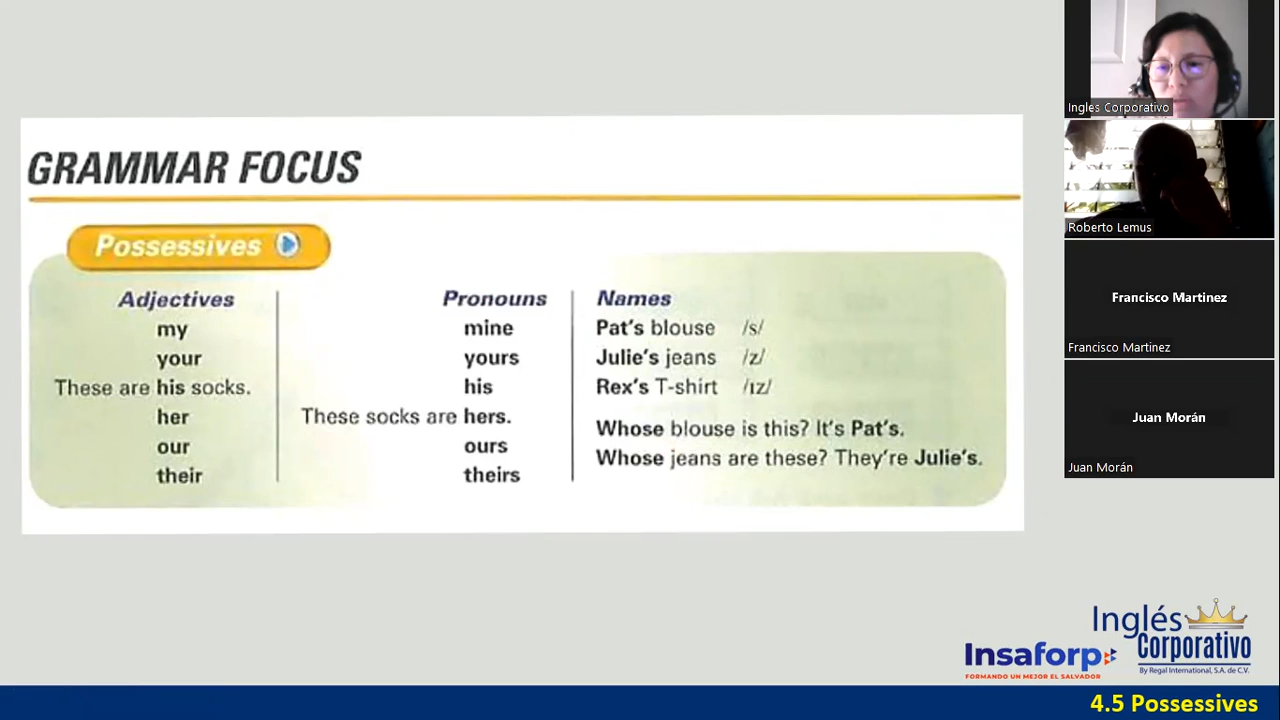 GRAMMAR FOCUS
Possessives
Adjectives
my
your
These are his socks.
her
our
their
Pronouns
mine
yours
his
These socks are hers.
ours
theirs
Names
Pat's blouse /s/
Julie's jeans /z/
Rex's T-shirt /ɪz/
Whose blouse is this? It's Pat's.
Whose jeans are these? They're Julie's.
Ingles Corporativo
Roberto Lemus
Francisco Martinez
Francisco Martinez
Juan Morán
Juan Morán
Insaforp
FORMANDO UN MEJOR EL SALVADOR
Inglés
Corporativo
By Regal International, S.A. de C.V.
4.5 Possessives